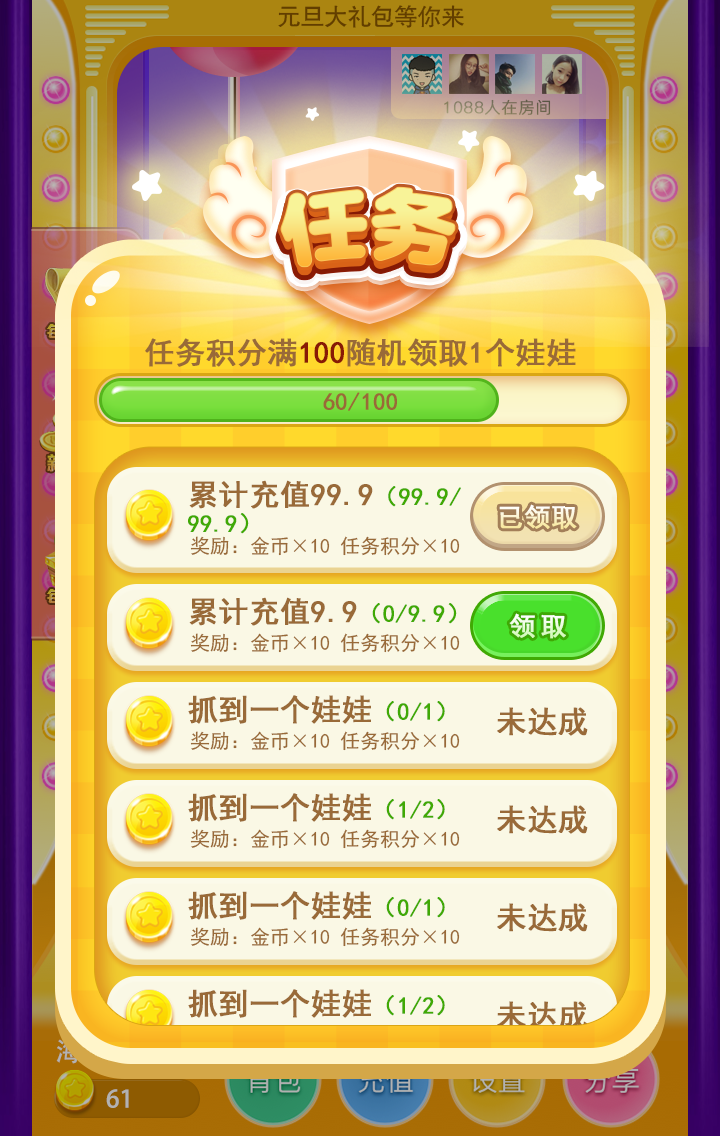 元旦大礼包等你来
1088人在房间
任务
任务积分满100随机领取1个娃娃
60/100
累计充值99.9（99.9/
99.9）
奖励：金币×10 任务积分×10
已领取
累计充值9.9（0/9.9）
奖励：金币×10 任务积分×10
领取
抓到一个娃娃（0/1）
奖励：金币×10 任务积分×10
未达成
抓到一个娃娃（1/2）
奖励：金币×10 任务积分×10
未达成
抓到一个娃娃（0/1）
奖励：金币×10 任务积分×10
未达成
抓到一个娃娃（1/2）
未达成
海
61
背包
充值
设置
分享